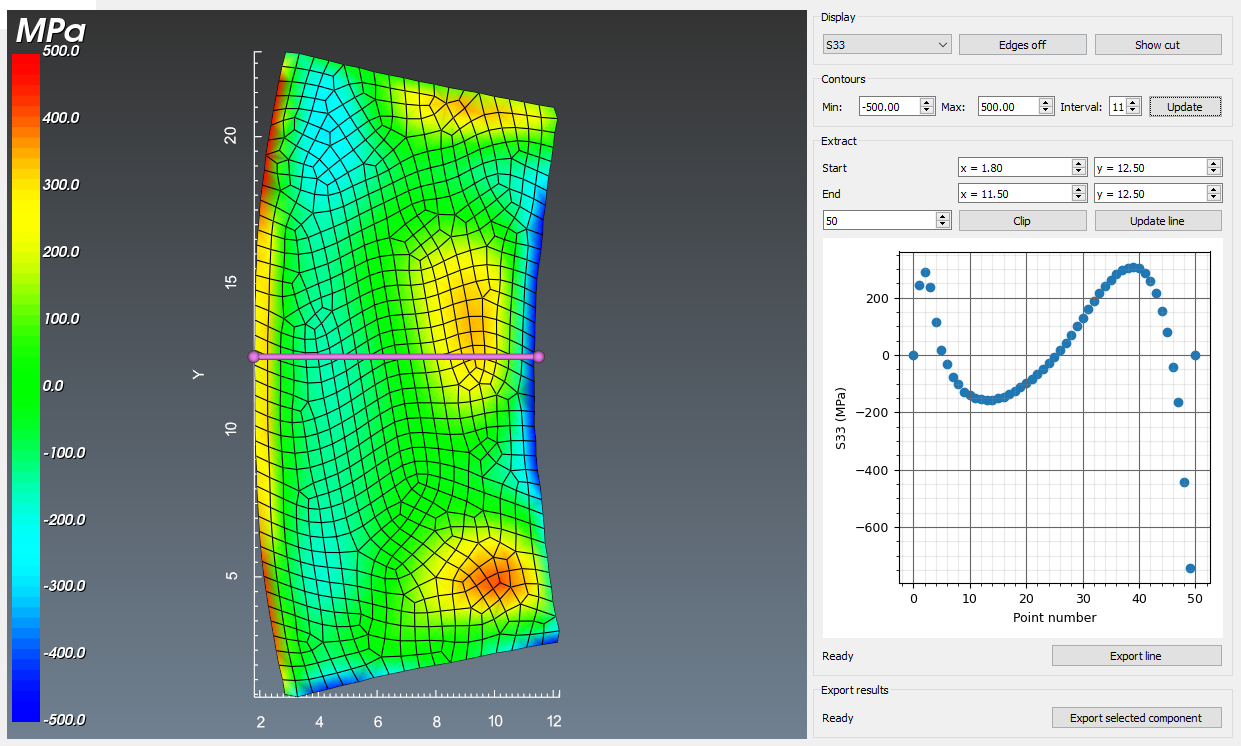 MPa
500.0
400.0
300.0
200.0
100.0
0.0
-100.0
-200.0
-300.0
-400.0
-500.0
20
15
10
5
Y
2 4 6 8 10 12
Display
S33 Edges off Show cut
Contours
Min: -500.00 Max: 500.00 Interval: 11 Update
Extract
Start x = 1.80 y = 12.50
End x = 11.50 y = 12.50
50 Clip Update line
200
0
−200
−400
−600
S33 (MPa)
0 10 20 30 40 50
Point number
Ready Export line
Export results
Ready Export selected component